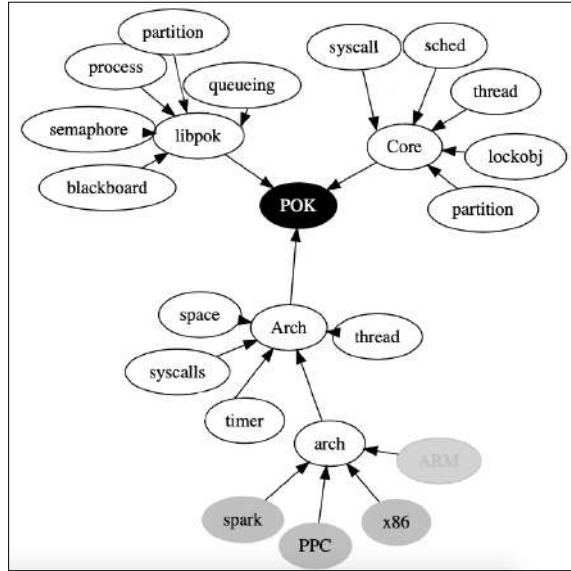 partition
syscall
sched
process
queueing
thread
semaphore
libpok
Core
lockobj
blackboard
POK
partition
space
Arch
thread
syscalls
timer
arch
ARM
spark
x86
PPC